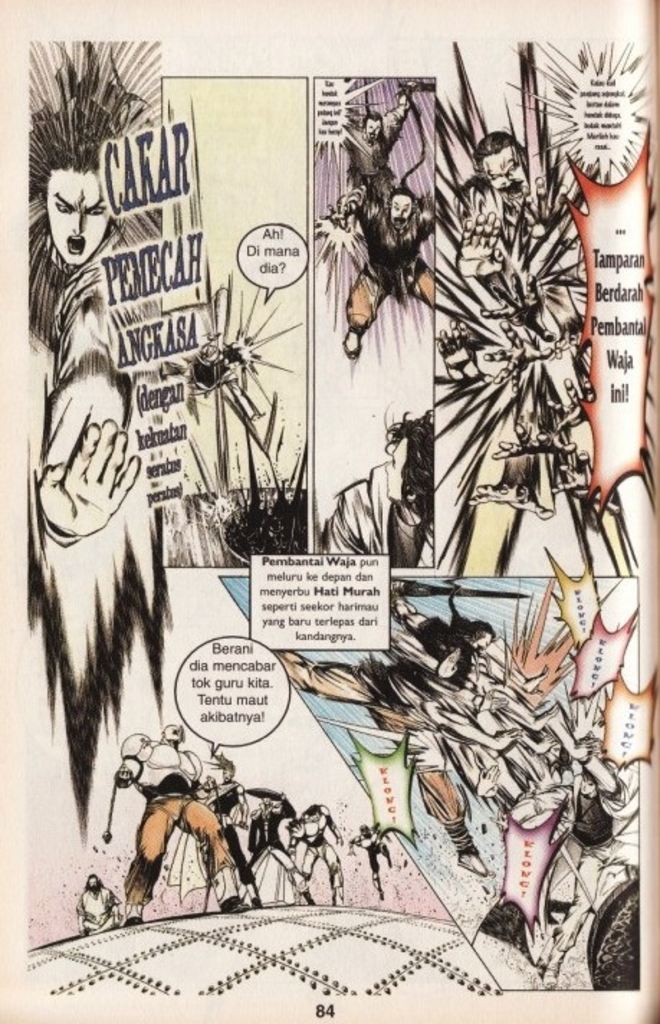 CAKAR
PEMECAH
ANGKASA
(dengan
kekuatan
seratus
peratus)
Ah!
Di mana
dia?
...
Tamparan
Berdarah
Pembantai
Waja
ini!
Pembantai Waja pun
meluru ke depan dan
menyerbu Hati Murah
seperti seekor harimau
yang baru terlepas dari
kandangnya.
Berani
dia mencabar
tok guru kita.
Tentu maut
akibatnya!
KLONG!
KLONG!
KLONG!
KLONG!
KLONG!
84